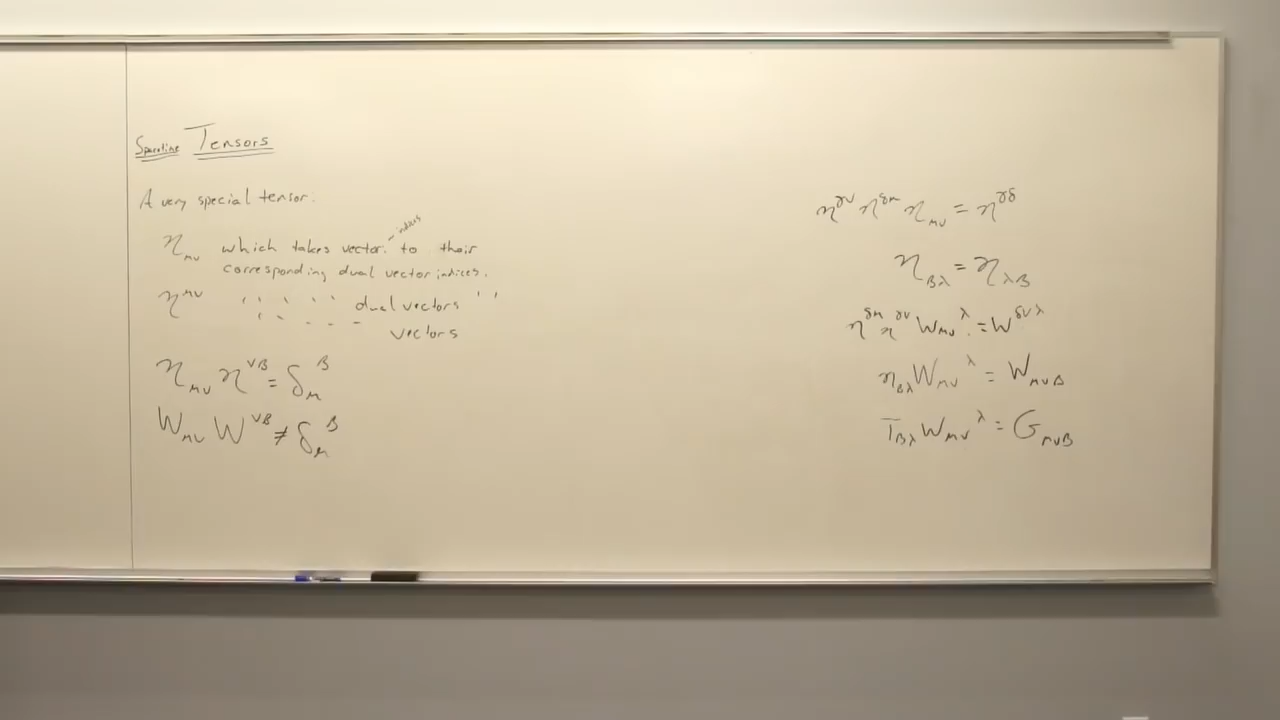 Spacetime Tensors
A very special tensor.
η_μν which takes vector indices to their
corresponding dual vector indices.
η^μν " " " " dual vectors " "
" " " " vectors
η_μν η^νβ = δ_μ^β
W_μν W^νβ ≠ δ_μ^β
η^γν η^δμ η_μν = η^γδ
η_βλ = η_λβ
η^δμ η^γν W_μν^λ = W^δγλ
η_βλ W_μν^λ = W_μνβ
T_βλ W_μν^λ = G_μνβ